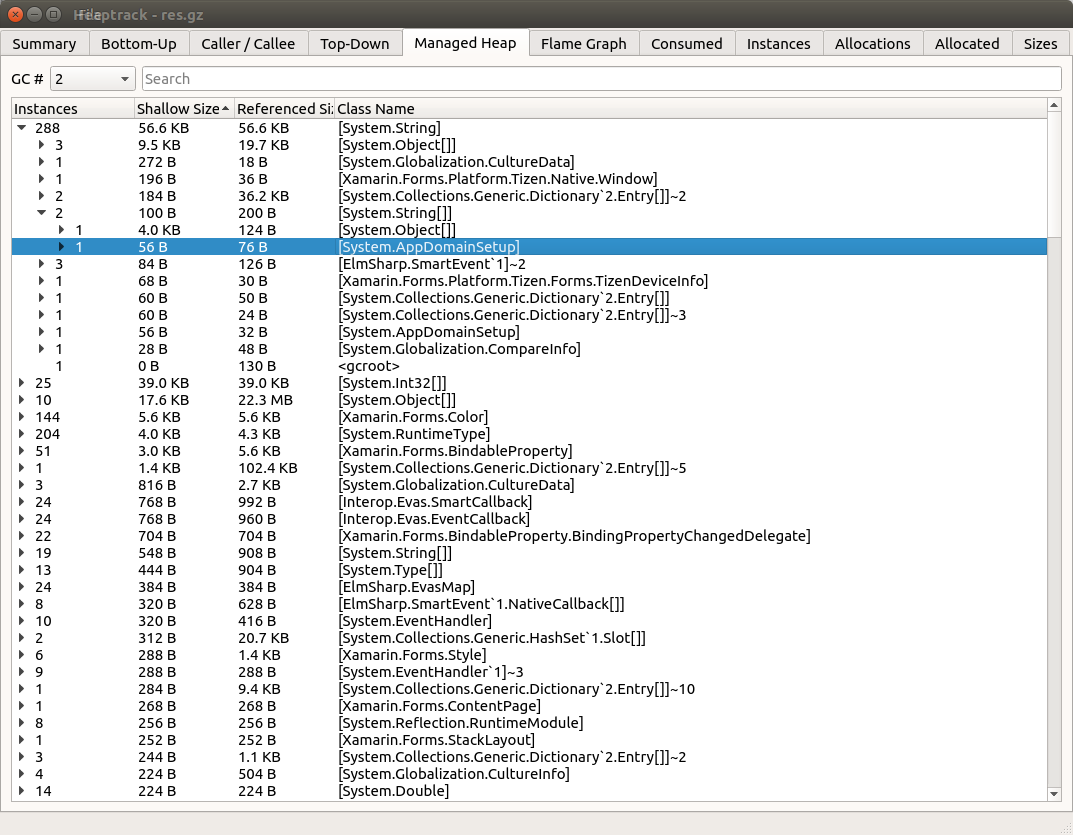 Heaptrack - res.gz
Summary Bottom-Up Caller / Callee Top-Down Managed Heap Flame Graph Consumed Instances Allocations Allocated Sizes
GC # 2 Search
Instances Shallow Size Referenced Si Class Name
288 56.6 KB 56.6 KB [System.String]
3 9.5 KB 19.7 KB [System.Object[]]
1 272 B 18 B [System.Globalization.CultureData]
1 196 B 36 B [Xamarin.Forms.Platform.Tizen.Native.Window]
2 184 B 36.2 KB [System.Collections.Generic.Dictionary`2.Entry[]]~2
2 100 B 200 B [System.String[]]
1 4.0 KB 124 B [System.Object[]]
1 56 B 76 B [System.AppDomainSetup]
3 84 B 126 B [ElmSharp.SmartEvent`1]~2
1 68 B 30 B [Xamarin.Forms.Platform.Tizen.Forms.TizenDeviceInfo]
1 60 B 50 B [System.Collections.Generic.Dictionary`2.Entry[]]
1 60 B 24 B [System.Collections.Generic.Dictionary`2.Entry[]]~3
1 56 B 32 B [System.AppDomainSetup]
1 28 B 48 B [System.Globalization.CompareInfo]
1 0 B 130 B <gcroot>
25 39.0 KB 39.0 KB [System.Int32[]]
10 17.6 KB 22.3 MB [System.Object[]]
144 5.6 KB 5.6 KB [Xamarin.Forms.Color]
204 4.0 KB 4.3 KB [System.RuntimeType]
51 3.0 KB 5.6 KB [Xamarin.Forms.BindableProperty]
1 1.4 KB 102.4 KB [System.Collections.Generic.Dictionary`2.Entry[]]~5
3 816 B 2.7 KB [System.Globalization.CultureData]
24 768 B 992 B [Interop.Evas.SmartCallback]
24 768 B 960 B [Interop.Evas.EventCallback]
22 704 B 704 B [Xamarin.Forms.BindableProperty.BindingPropertyChangedDelegate]
19 548 B 908 B [System.String[]]
13 444 B 904 B [System.Type[]]
24 384 B 384 B [ElmSharp.EvasMap]
8 320 B 628 B [ElmSharp.SmartEvent`1.NativeCallback[]]
10 320 B 416 B [System.EventHandler]
2 312 B 20.7 KB [System.Collections.Generic.HashSet`1.Slot[]]
6 288 B 1.4 KB [Xamarin.Forms.Style]
9 288 B 288 B [System.EventHandler`1]~3
1 284 B 9.4 KB [System.Collections.Generic.Dictionary`2.Entry[]]~10
1 268 B 268 B [Xamarin.Forms.ContentPage]
8 256 B 256 B [System.Reflection.RuntimeModule]
1 252 B 252 B [Xamarin.Forms.StackLayout]
3 244 B 1.1 KB [System.Collections.Generic.Dictionary`2.Entry[]]~2
4 224 B 504 B [System.Globalization.CultureInfo]
14 224 B 224 B [System.Double]